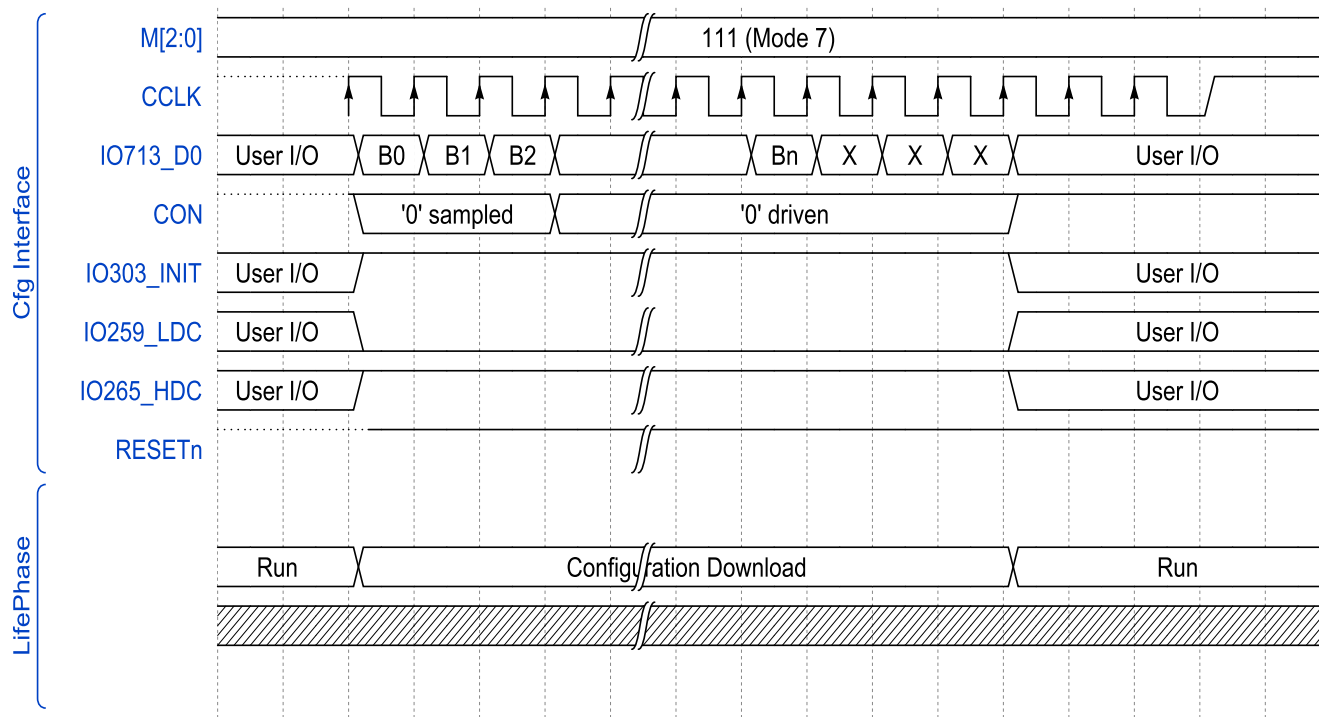 Cfg Interface
M[2:0] 111 (Mode 7)
CCLK
IO713_D0 User I/O B0 B1 B2 Bn X X X User I/O
CON '0' sampled '0' driven
IO303_INIT User I/O User I/O
IO259_LDC User I/O User I/O
IO265_HDC User I/O User I/O
RESETn
LifePhase
Run Configuration Download Run